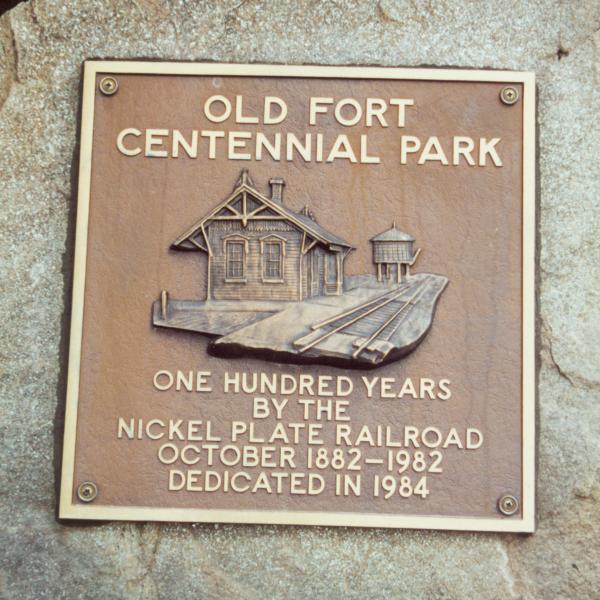 OLD FORT
CENTENNIAL PARK
ONE HUNDRED YEARS
BY THE
NICKEL PLATE RAILROAD
OCTOBER 1882–1982
DEDICATED IN 1984